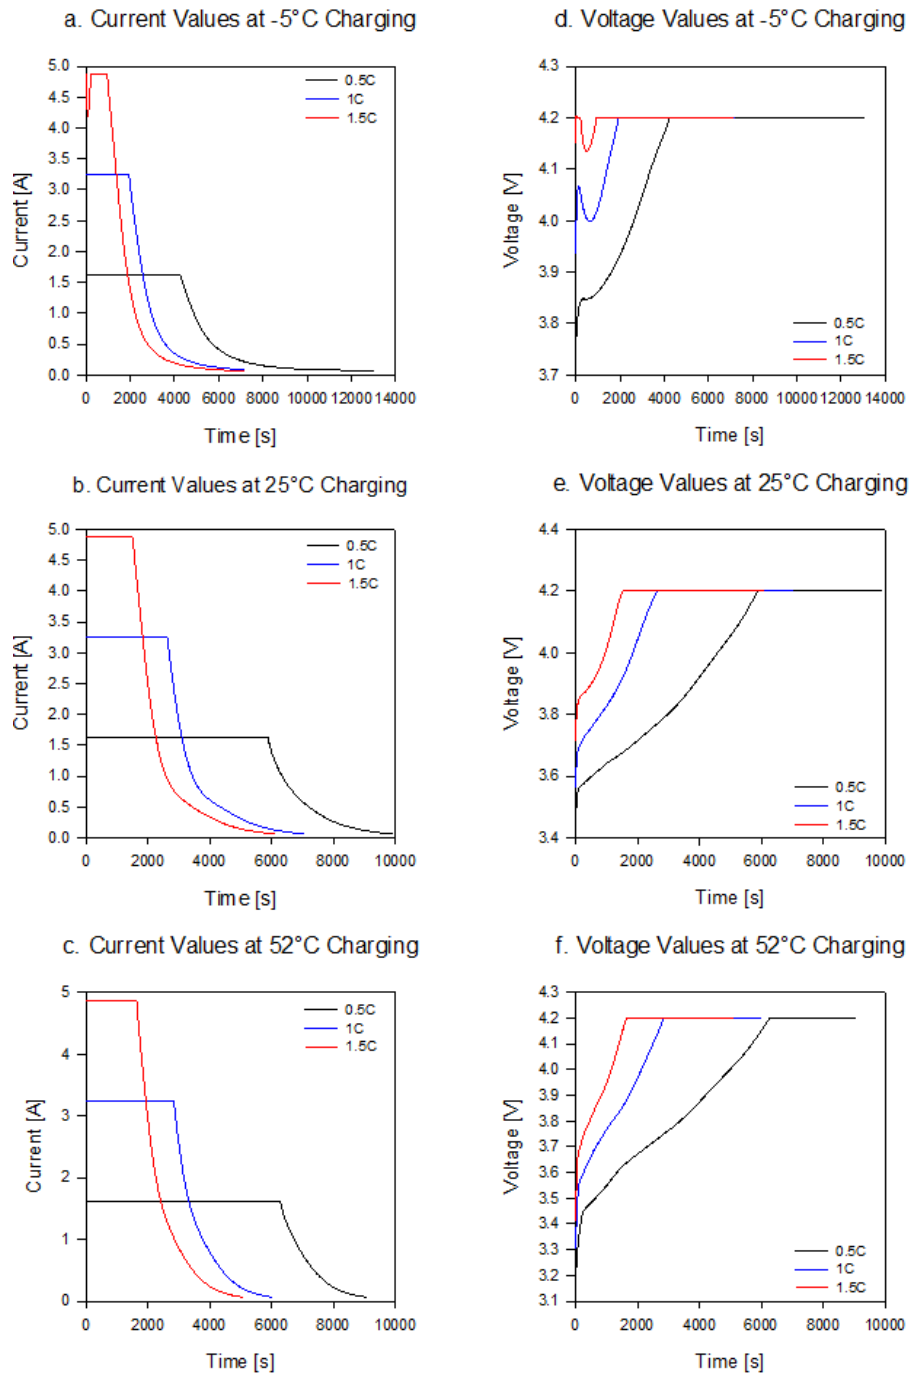 a. Current Values at -5°C Charging
5.0
4.5
4.0
3.5
3.0
2.5
2.0
1.5
1.0
0.5
0.0
Current [A]
0.5C
1C
1.5C
0 2000 4000 6000 8000 10000 12000 14000
Time [s]
d. Voltage Values at -5°C Charging
4.3
4.2
4.1
4.0
3.9
3.8
3.7
Voltage [V]
0.5C
1C
1.5C
0 2000 4000 6000 8000 10000 12000 14000
Time [s]
b. Current Values at 25°C Charging
5.0
4.5
4.0
3.5
3.0
2.5
2.0
1.5
1.0
0.5
0.0
Current [A]
0.5C
1C
1.5C
0 2000 4000 6000 8000 10000
Time [s]
e. Voltage Values at 25°C Charging
4.4
4.2
4.0
3.8
3.6
3.4
Voltage [V]
0.5C
1C
1.5C
0 2000 4000 6000 8000 10000
Time [s]
c. Current Values at 52°C Charging
5
4
3
2
1
0
Current [A]
0.5C
1C
1.5C
0 2000 4000 6000 8000 10000
Time [s]
f. Voltage Values at 52°C Charging
4.3
4.2
4.1
4.0
3.9
3.8
3.7
3.6
3.5
3.4
3.3
3.2
3.1
Voltage [V]
0.5C
1C
1.5C
0 2000 4000 6000 8000 10000
Time [s]